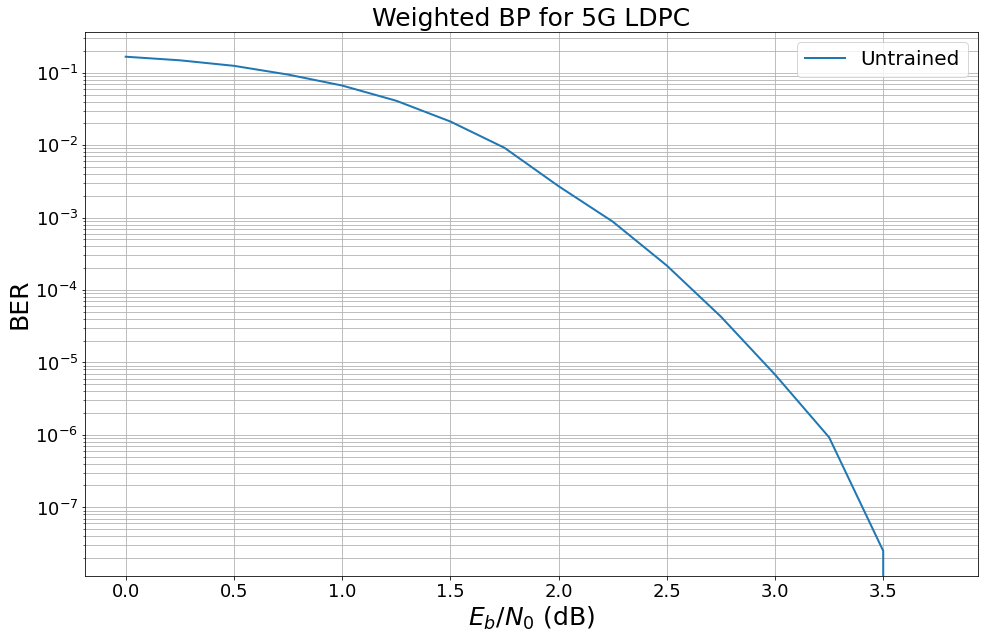 Weighted BP for 5G LDPC
Untrained
BER
10⁻¹
10⁻²
10⁻³
10⁻⁴
10⁻⁵
10⁻⁶
10⁻⁷
0.0 0.5 1.0 1.5 2.0 2.5 3.0 3.5
E_b/N_0 (dB)